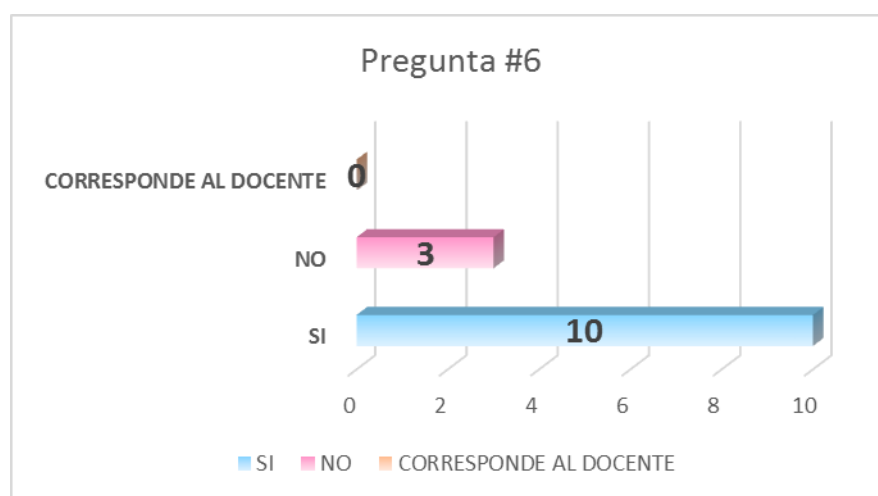 Pregunta #6
CORRESPONDE AL DOCENTE
0
NO
3
SI
10
0 2 4 6 8 10
SI NO CORRESPONDE AL DOCENTE